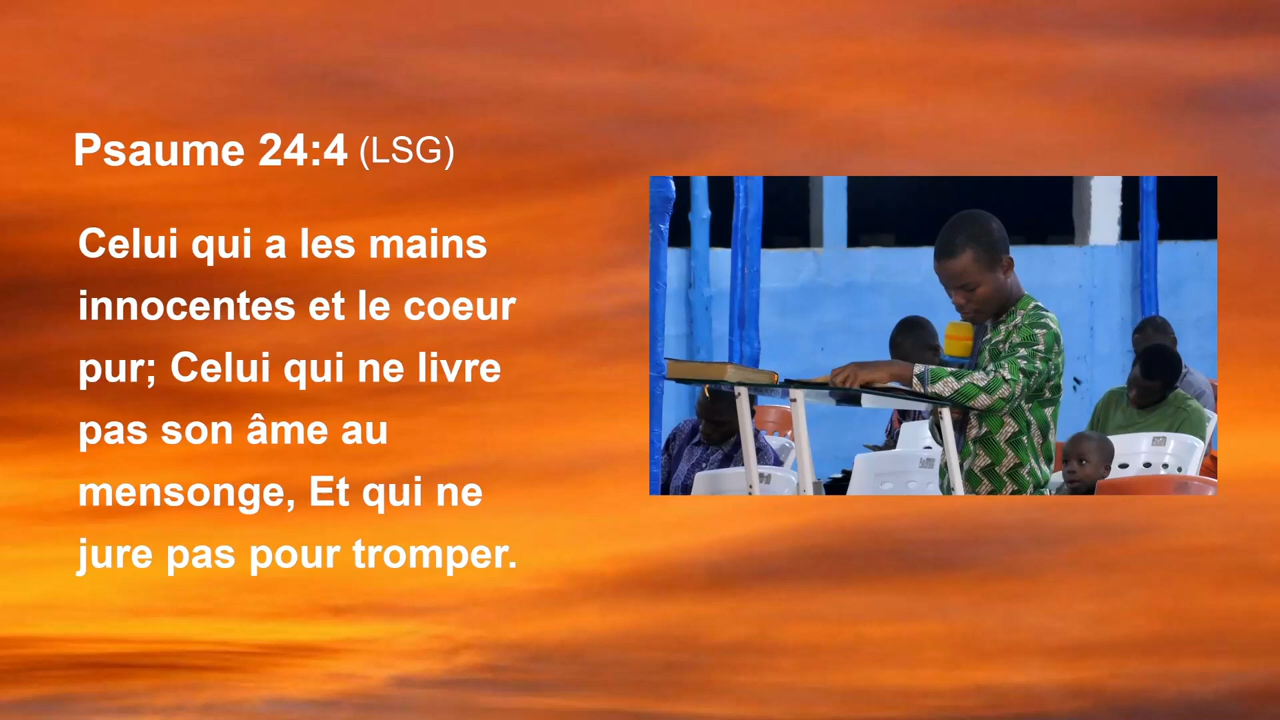 Psaume 24:4 (LSG)
Celui qui a les mains
innocentes et le coeur
pur; Celui qui ne livre
pas son âme au
mensonge, Et qui ne
jure pas pour tromper.